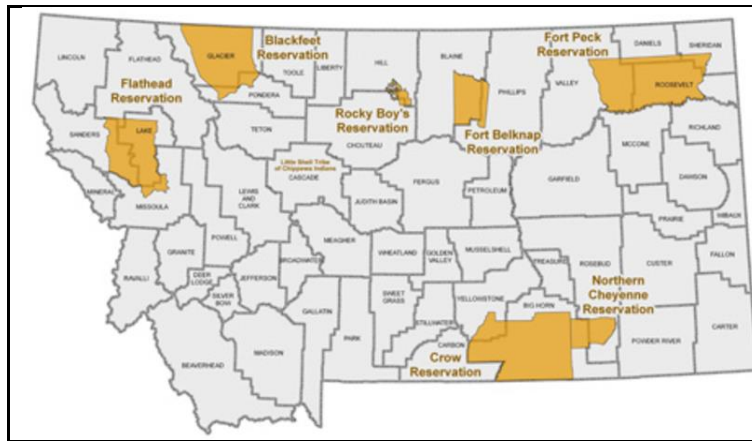 LINCOLN
FLATHEAD
GLACIER
Blackfeet
Reservation
TOOLE
LIBERTY
HILL
BLAINE
PHILLIPS
Fort Peck
Reservation
VALLEY
DANIELS
SHERIDAN
ROOSEVELT
Flathead
Reservation
PONDERA
Rocky Boy's
Reservation
Fort Belknap
Reservation
SANDERS
LAKE
TETON
CHOUTEAU
RICHLAND
MCCONE
Little Shell Tribe
of Chippewa Indians
CASCADE
FERGUS
PETROLEUM
GARFIELD
DAWSON
MINERAL
MISSOULA
LEWIS
AND
CLARK
JUDITH BASIN
PRAIRIE
WIBAUX
POWELL
GRANITE
MEAGHER
WHEATLAND
GOLDEN
VALLEY
MUSSELSHELL
TREASURE
ROSEBUD
CUSTER
FALLON
RAVALLI
DEER
LODGE
SILVER
BOW
JEFFERSON
BROADWATER
GALLATIN
PARK
SWEET
GRASS
STILLWATER
YELLOWSTONE
BIG HORN
Northern
Cheyenne
Reservation
CARBON
Crow
Reservation
POWDER RIVER
CARTER
BEAVERHEAD
MADISON